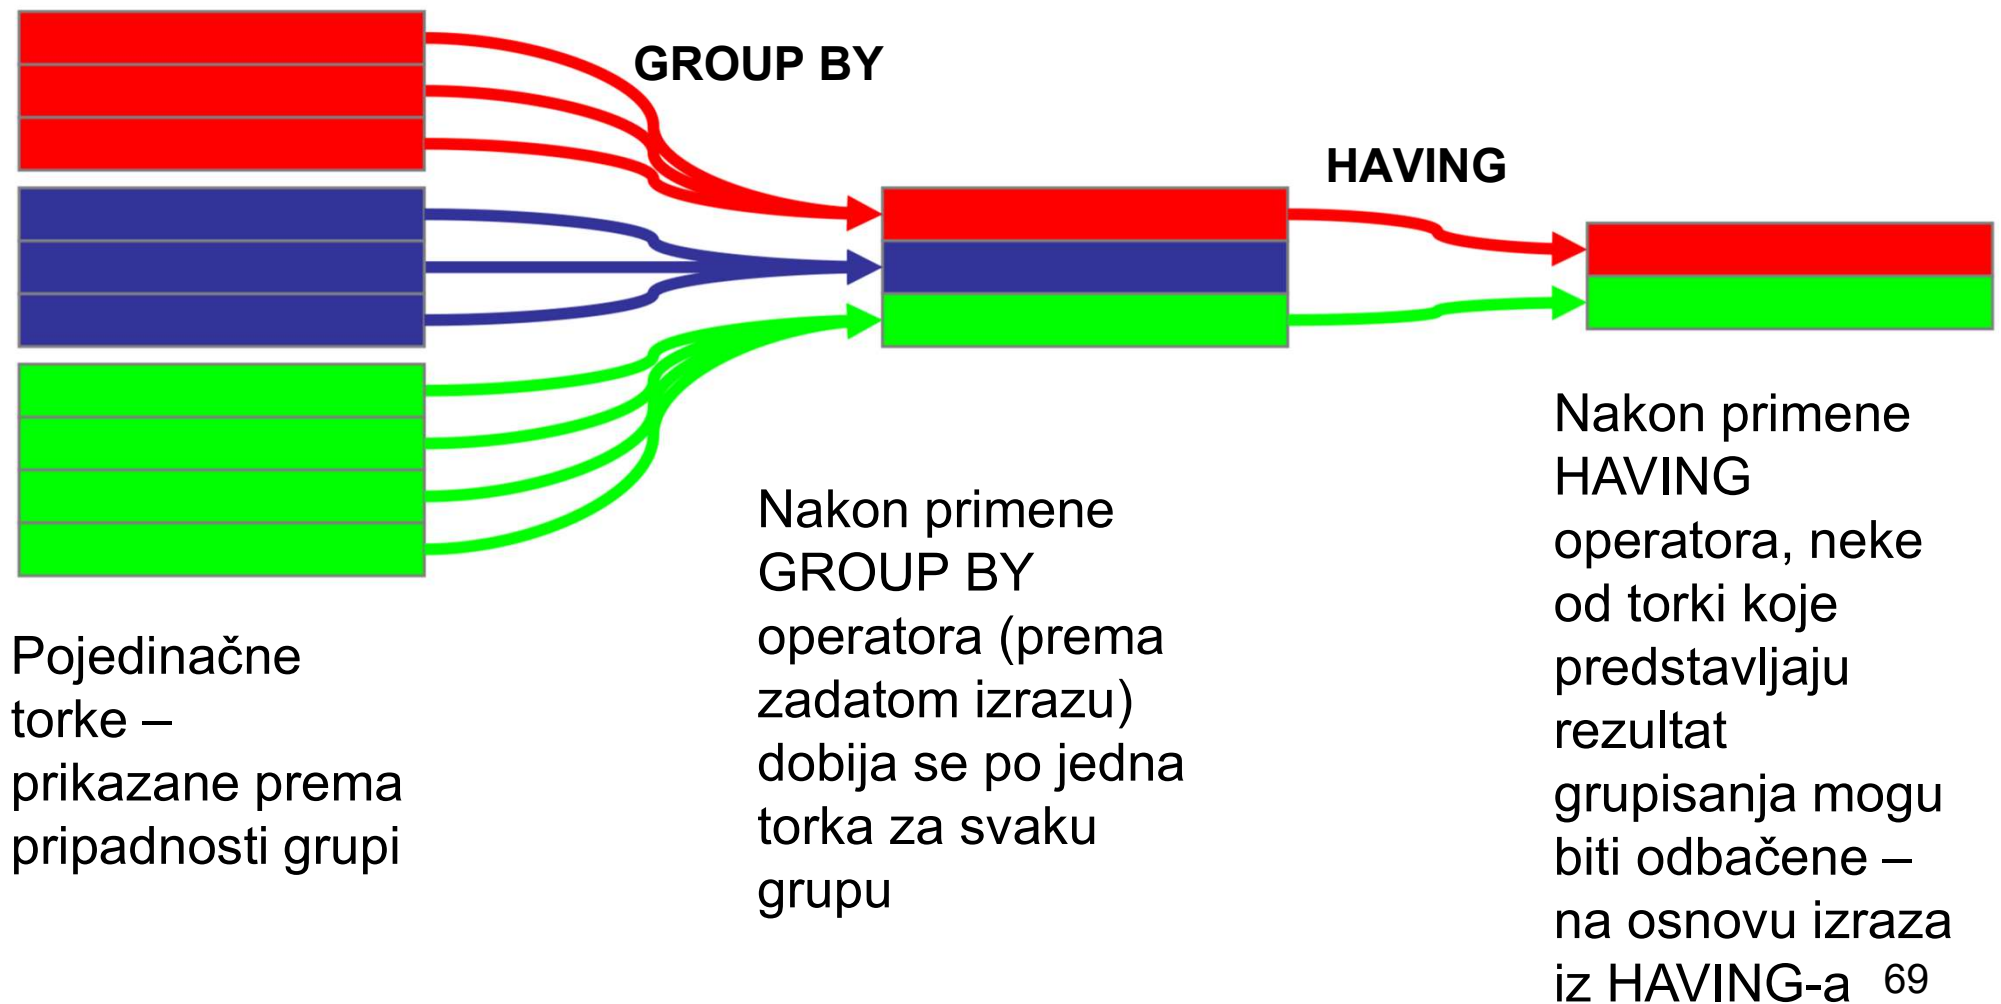 GROUP BY
HAVING
Pojedinačne
torke –
prikazane prema
pripadnosti grupi
Nakon primene
GROUP BY
operatora (prema
zadatom izrazu)
dobija se po jedna
torka za svaku
grupu
Nakon primene
HAVING
operatora, neke
od torki koje
predstavljaju
rezultat
grupisanja mogu
biti odbačene –
na osnovu izraza
iz HAVING-a
69